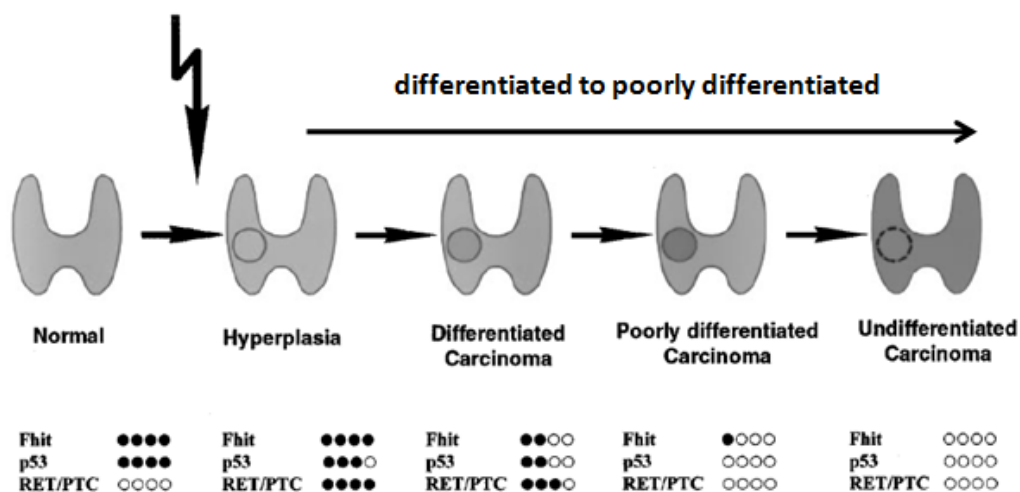 differentiated to poorly differentiated
Normal
Hyperplasia
Differentiated
Carcinoma
Poorly differentiated
Carcinoma
Undifferentiated
Carcinoma
Fhit ●●●●
p53 ●●●●
RET/PTC ○○○○
Fhit ●●●●
p53 ●●●○
RET/PTC ●●●●
Fhit ●●○○
p53 ●●○○
RET/PTC ●●●○
Fhit ●○○○
p53 ○○○○
RET/PTC ○○○○
Fhit ○○○○
p53 ○○○○
RET/PTC ○○○○